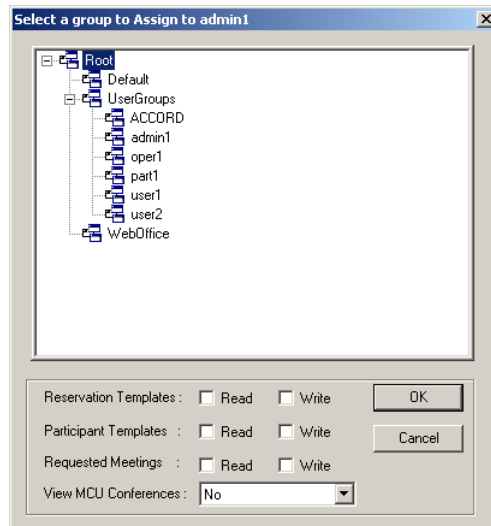 Select a group to Assign to admin1
Root
Default
UserGroups
ACCORD
admin1
oper1
part1
user1
user2
WebOffice
Reservation Templates : Read Write OK
Participant Templates : Read Write Cancel
Requested Meetings : Read Write
View MCU Conferences : No